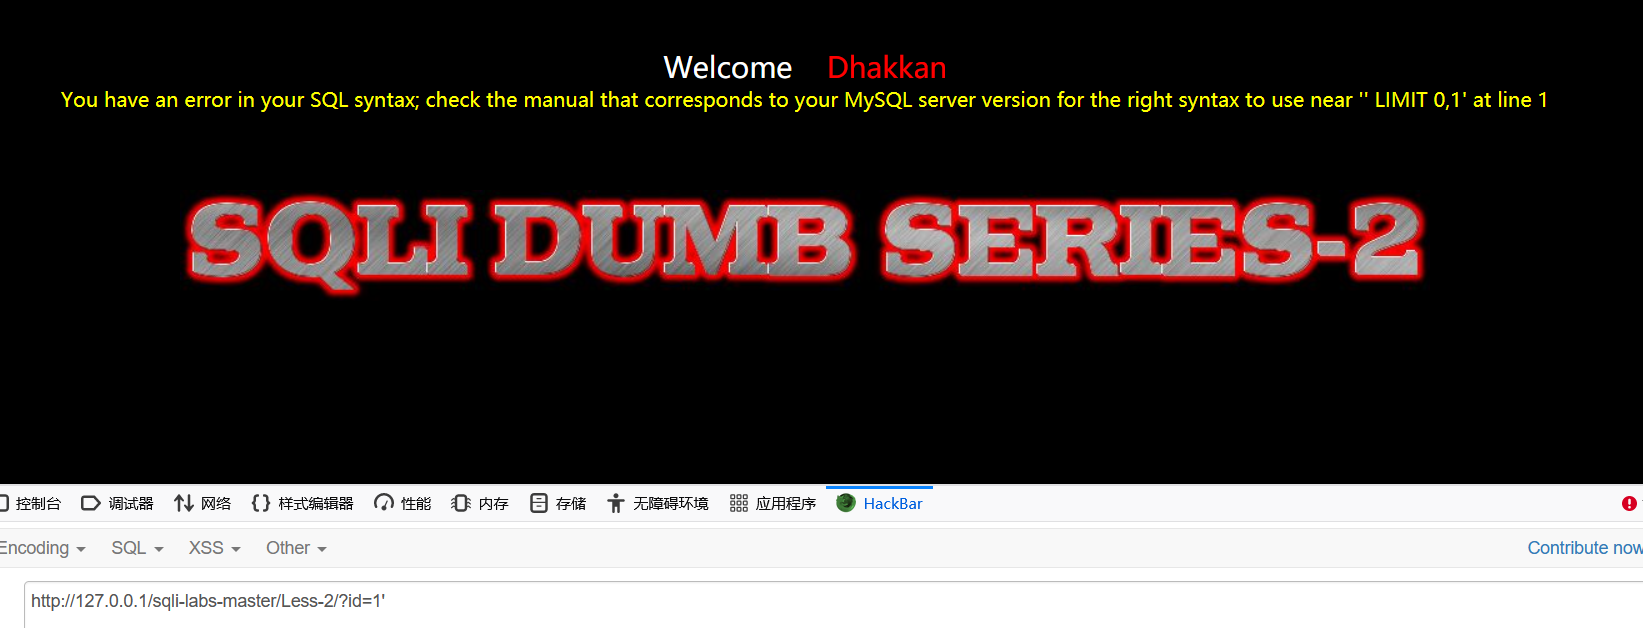 Welcome Dhakkan
You have an error in your SQL syntax; check the manual that corresponds to your MySQL server version for the right syntax to use near '' LIMIT 0,1' at line 1
SQLI DUMB SERIES-2
控制台 调试器 网络 {} 样式编辑器 性能 内存 存储 无障碍环境 应用程序 HackBar
Encoding SQL XSS Other Contribute now
http://127.0.0.1/sqli-labs-master/Less-2/?id=1'